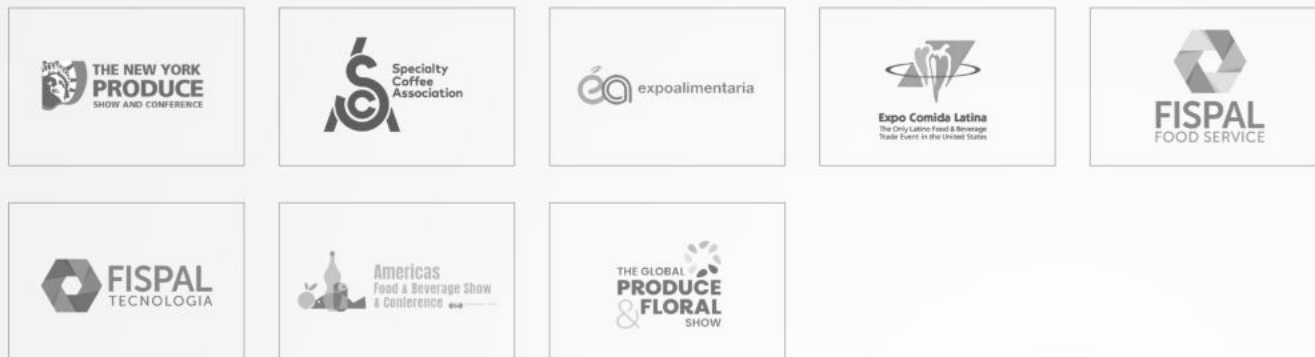 THE NEW YORK
PRODUCE
SHOW AND CONFERENCE
Specialty
Coffee
Association
expoalimentaria
Expo Comida Latina
The Only Latino Food & Beverage
Trade Event in the United States
FISPAL
FOOD SERVICE
FISPAL
TECNOLOGIA
Americas
Food & Beverage Show
& Conference
THE GLOBAL
PRODUCE
& FLORAL
SHOW